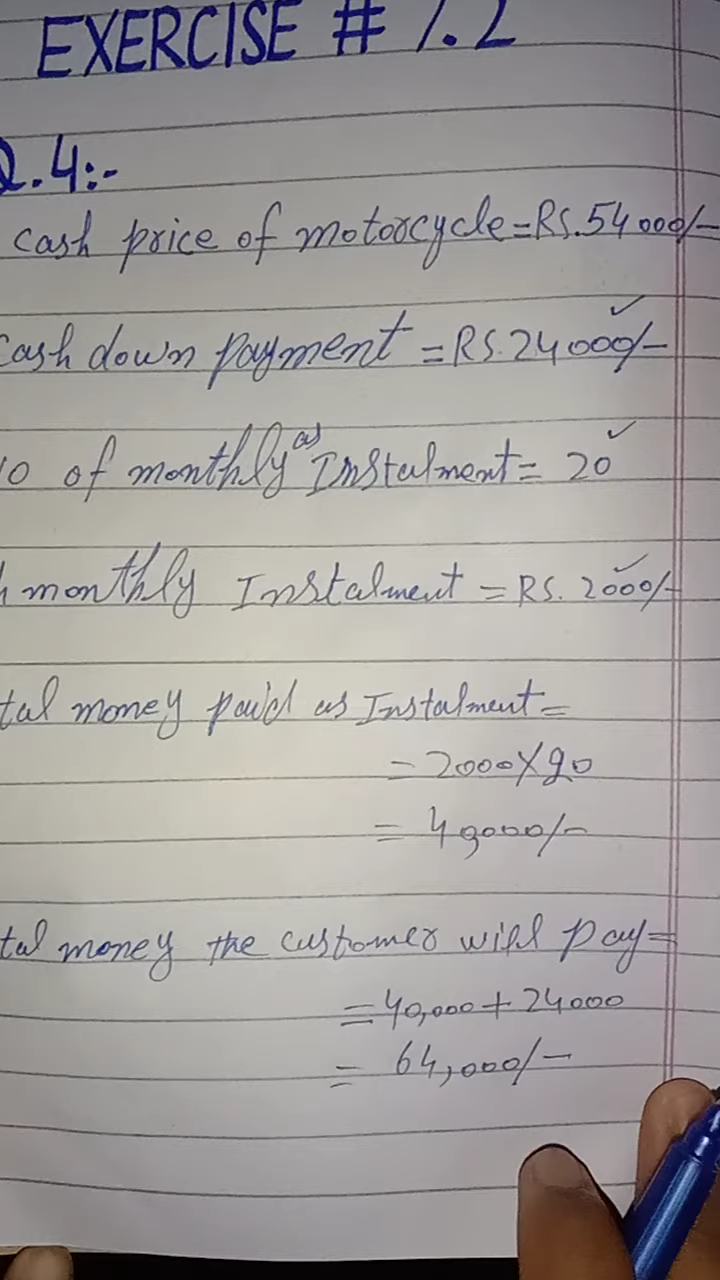 EXERCISE # 7.2
Q.4:-
cash price of motorcycle=RS.54000/-
Cash down payment =RS.24000/-
of monthly as Instalment= 20
monthly Instalment = RS. 2000/-
tal money paid as Instalment=
= 2000X20
= 40000/-
tal money the customer will pay=
=40,000+24000
= 64,000/-